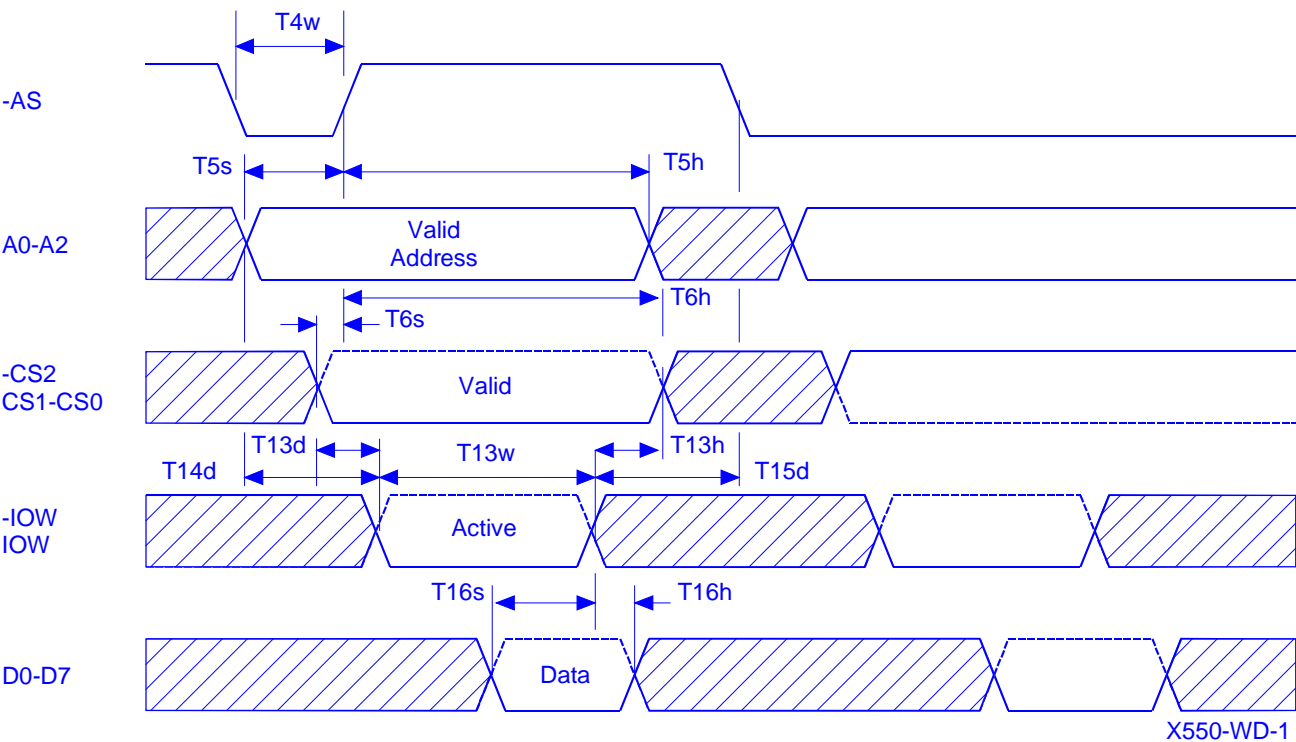 T4w
-AS
T5s
T5h
A0-A2
Valid
Address
T6h
T6s
-CS2
CS1-CS0
Valid
T13d
T13w
T13h
T14d
T15d
-IOW
IOW
Active
T16s
T16h
D0-D7
Data
X550-WD-1